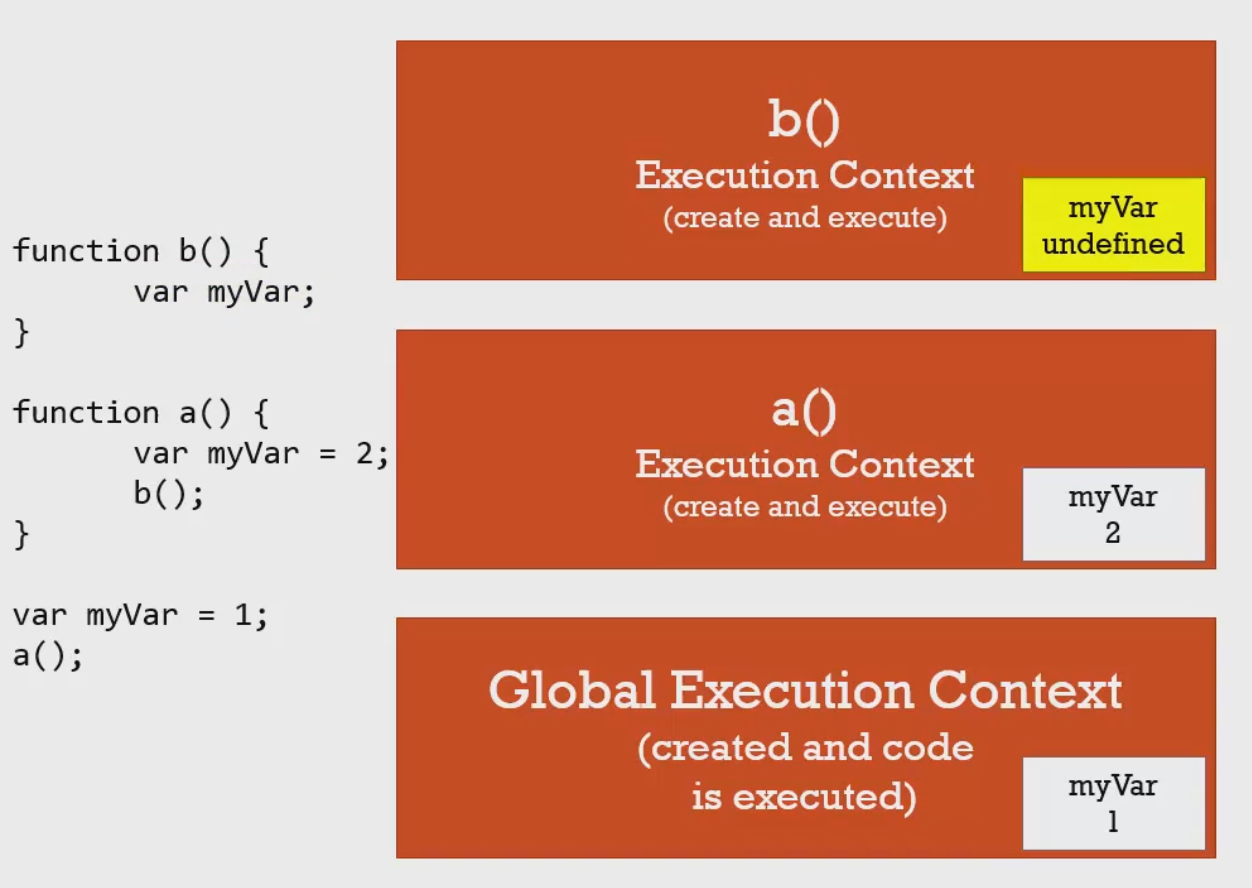 function b() {
var myVar;
}
function a() {
var myVar = 2;
b();
}
var myVar = 1;
a();
b()
Execution Context
(create and execute)
myVar
undefined
a()
Execution Context
(create and execute)
myVar
2
Global Execution Context
(created and code
is executed)
myVar
1